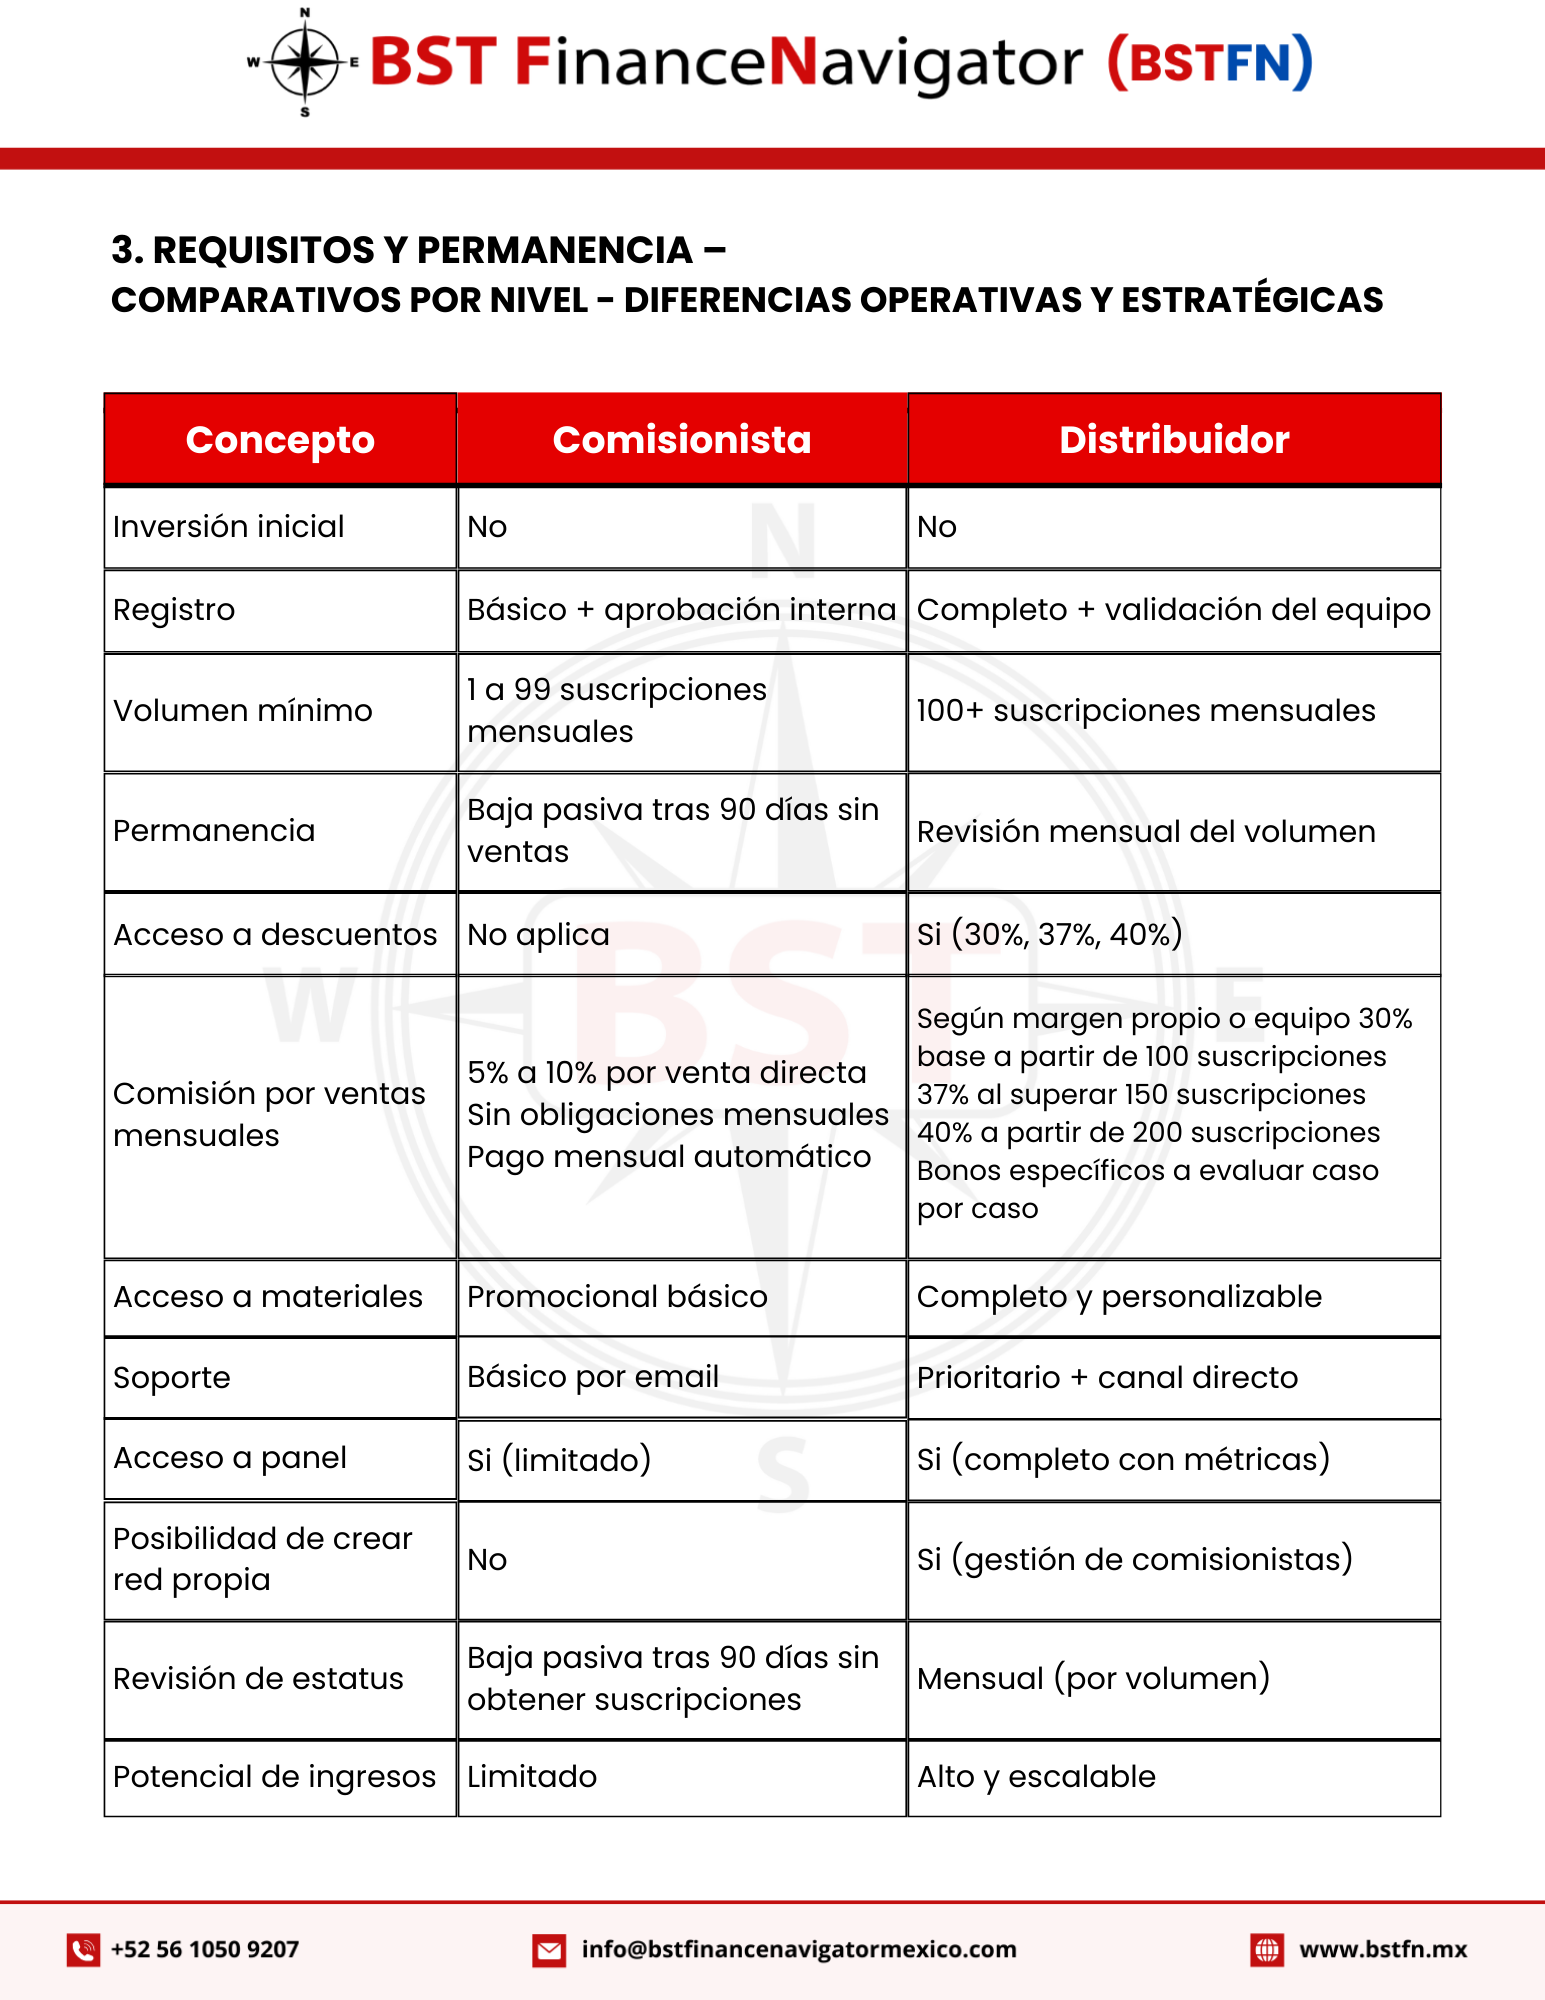 N
W E BST FinanceNavigator (BSTFN)
S
3. REQUISITOS Y PERMANENCIA –
COMPARATIVOS POR NIVEL - DIFERENCIAS OPERATIVAS Y ESTRATÉGICAS
Concepto Comisionista Distribuidor
Inversión inicial No No
Registro Básico + aprobación interna Completo + validación del equipo
Volumen mínimo
1 a 99 suscripciones
mensuales
100+ suscripciones mensuales
Permanencia
Baja pasiva tras 90 días sin
ventas
Revisión mensual del volumen
Acceso a descuentos No aplica Si (30%, 37%, 40%)
Comisión por ventas
mensuales
5% a 10% por venta directa
Sin obligaciones mensuales
Pago mensual automático
Según margen propio o equipo 30%
base a partir de 100 suscripciones
37% al superar 150 suscripciones
40% a partir de 200 suscripciones
Bonos específicos a evaluar caso
por caso
Acceso a materiales Promocional básico Completo y personalizable
Soporte Básico por email Prioritario + canal directo
Acceso a panel Si (limitado) Si (completo con métricas)
Posibilidad de crear
red propia
No
Si (gestión de comisionistas)
Revisión de estatus
Baja pasiva tras 90 días sin
obtener suscripciones
Mensual (por volumen)
Potencial de ingresos Limitado Alto y escalable
N
W BST E
S
+52 56 1050 9207 info@bstfinancenavigatormexico.com www.bstfn.mx